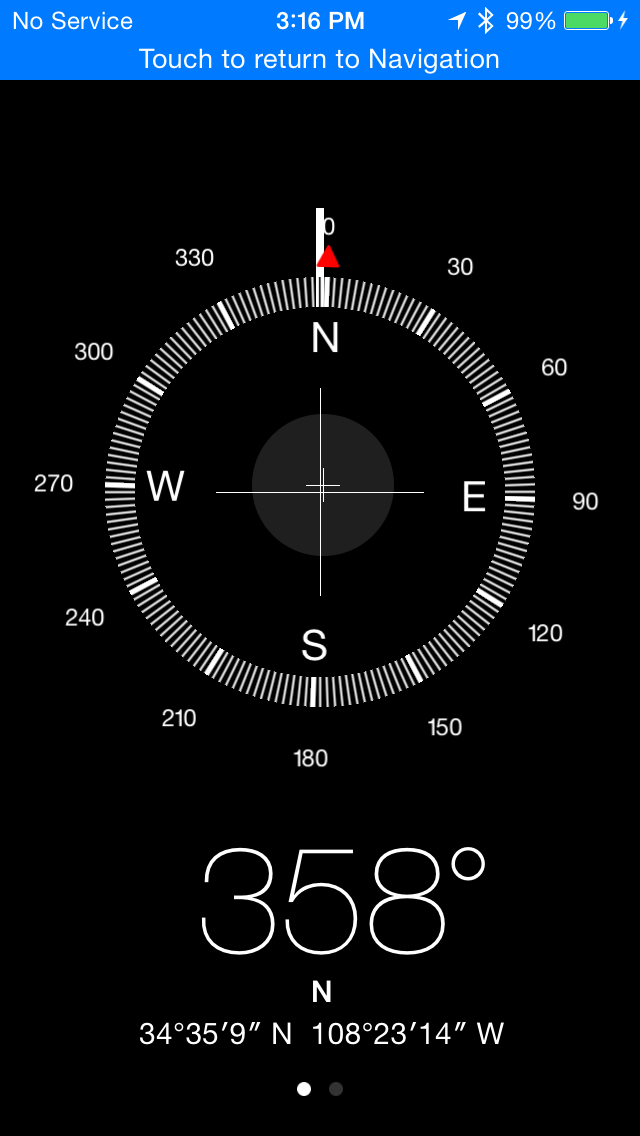 No Service 3:16 PM 99%
Touch to return to Navigation
0
330 30
300 60
N
270 W E 90
240 120
S
210 150
180
358°
N
34°35′9″ N 108°23′14″ W